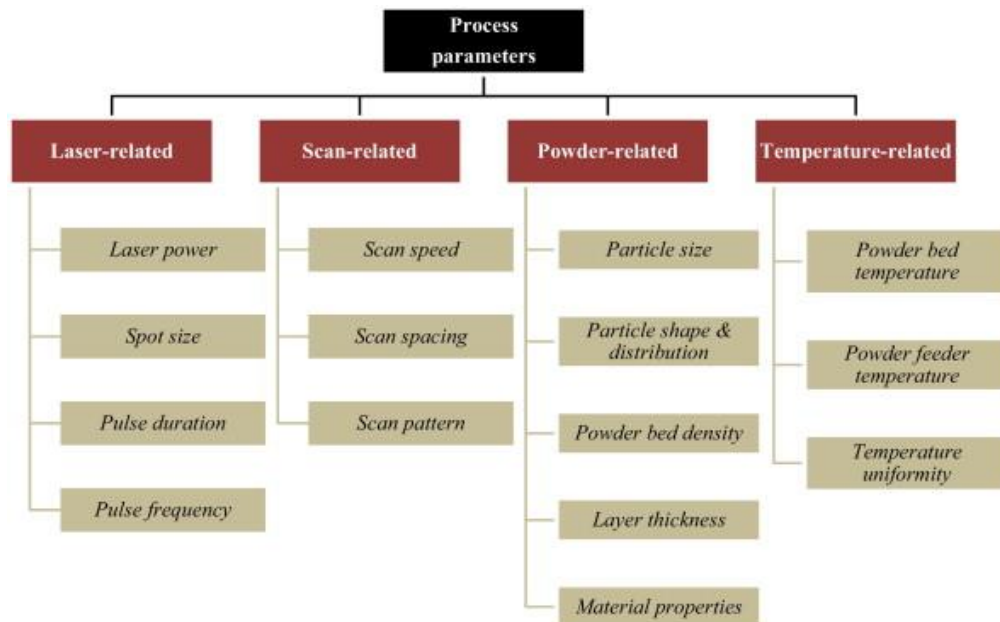 Process
parameters
Laser-related
Scan-related
Powder-related
Temperature-related
Laser power
Spot size
Pulse duration
Pulse frequency
Scan speed
Scan spacing
Scan pattern
Particle size
Particle shape &
distribution
Powder bed density
Layer thickness
Material properties
Powder bed
temperature
Powder feeder
temperature
Temperature
uniformity